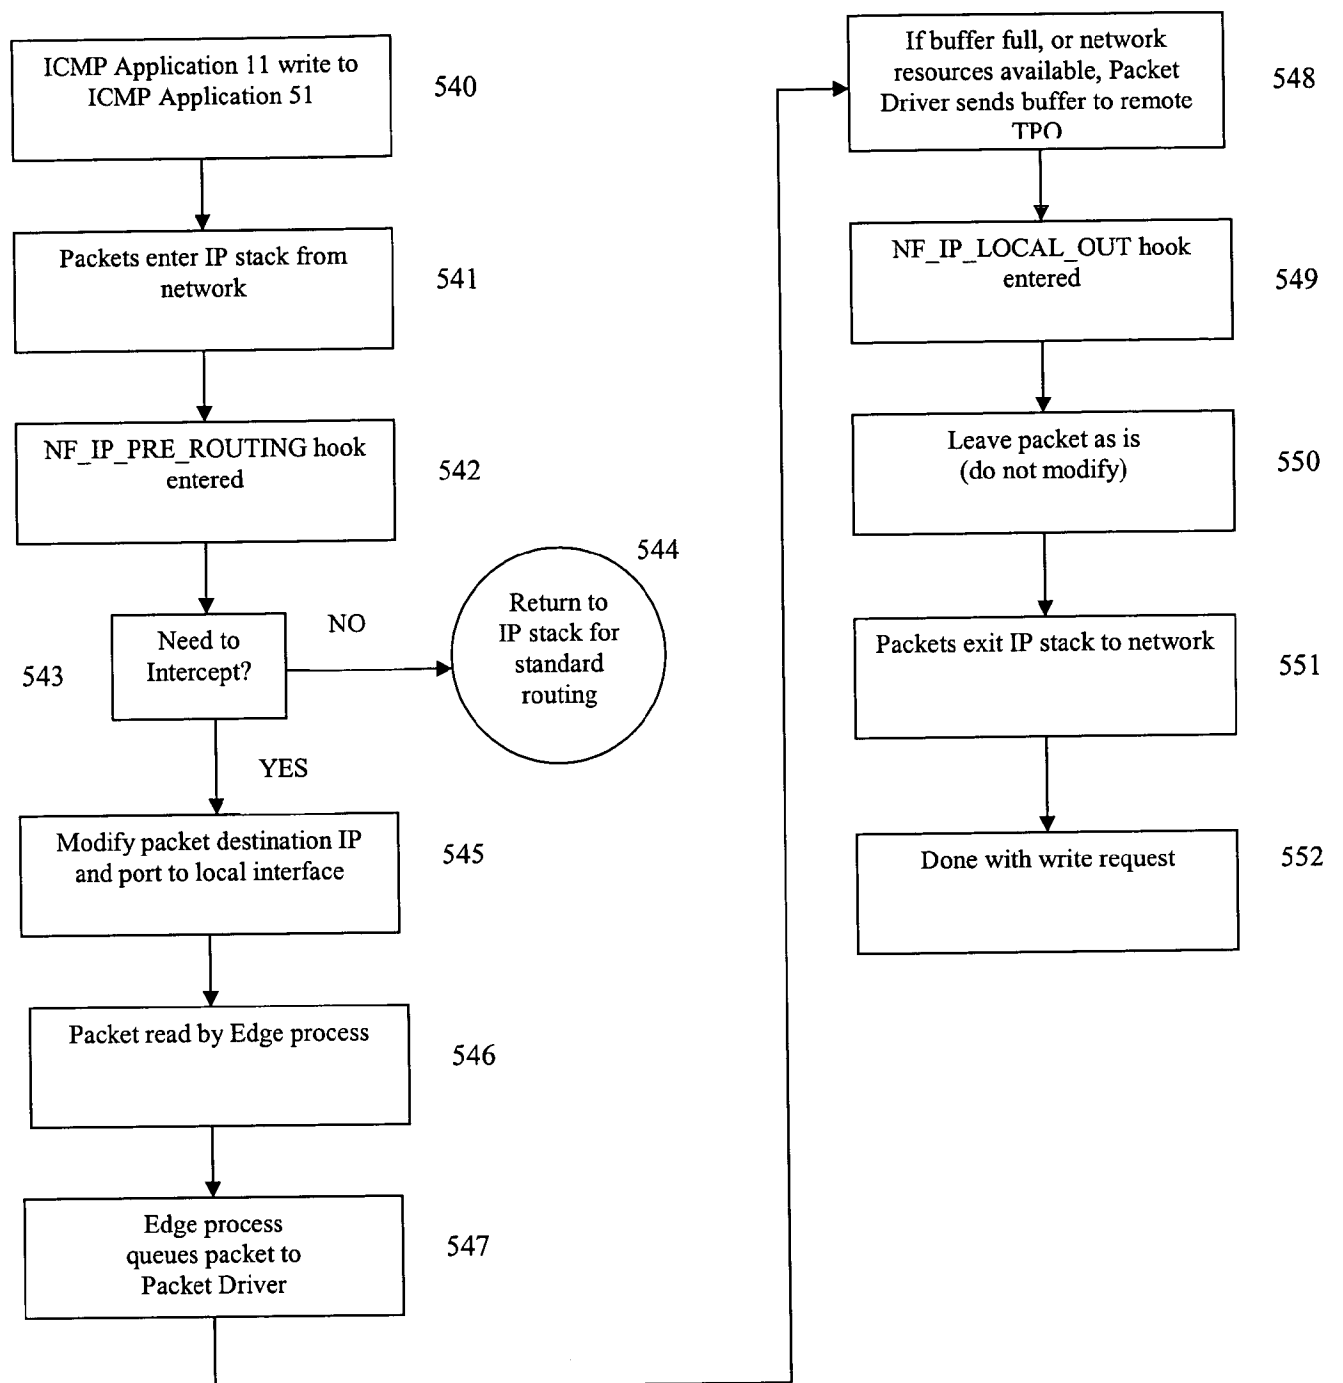 ICMP Application 11 write to
ICMP Application 51
540
Packets enter IP stack from
network
541
NF_IP_PRE_ROUTING hook
entered
542
Need to
Intercept?
543
NO
544
Return to
IP stack for
standard
routing
YES
Modify packet destination IP
and port to local interface
545
Packet read by Edge process
546
Edge process
queues packet to
Packet Driver
547
If buffer full, or network
resources available, Packet
Driver sends buffer to remote
TPO
548
NF_IP_LOCAL_OUT hook
entered
549
Leave packet as is
(do not modify)
550
Packets exit IP stack to network
551
Done with write request
552